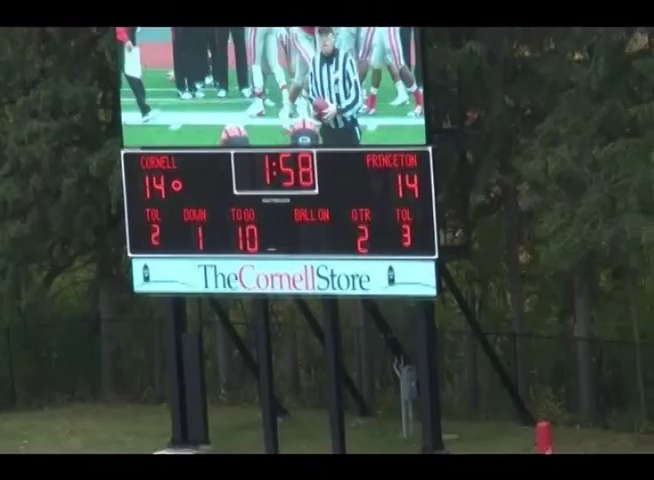 CORNELL 1:58 PRINCETON
14 14
TOL DOWN TO GO BALL ON QTR TOL
2 1 10 2 3
TheCornellStore